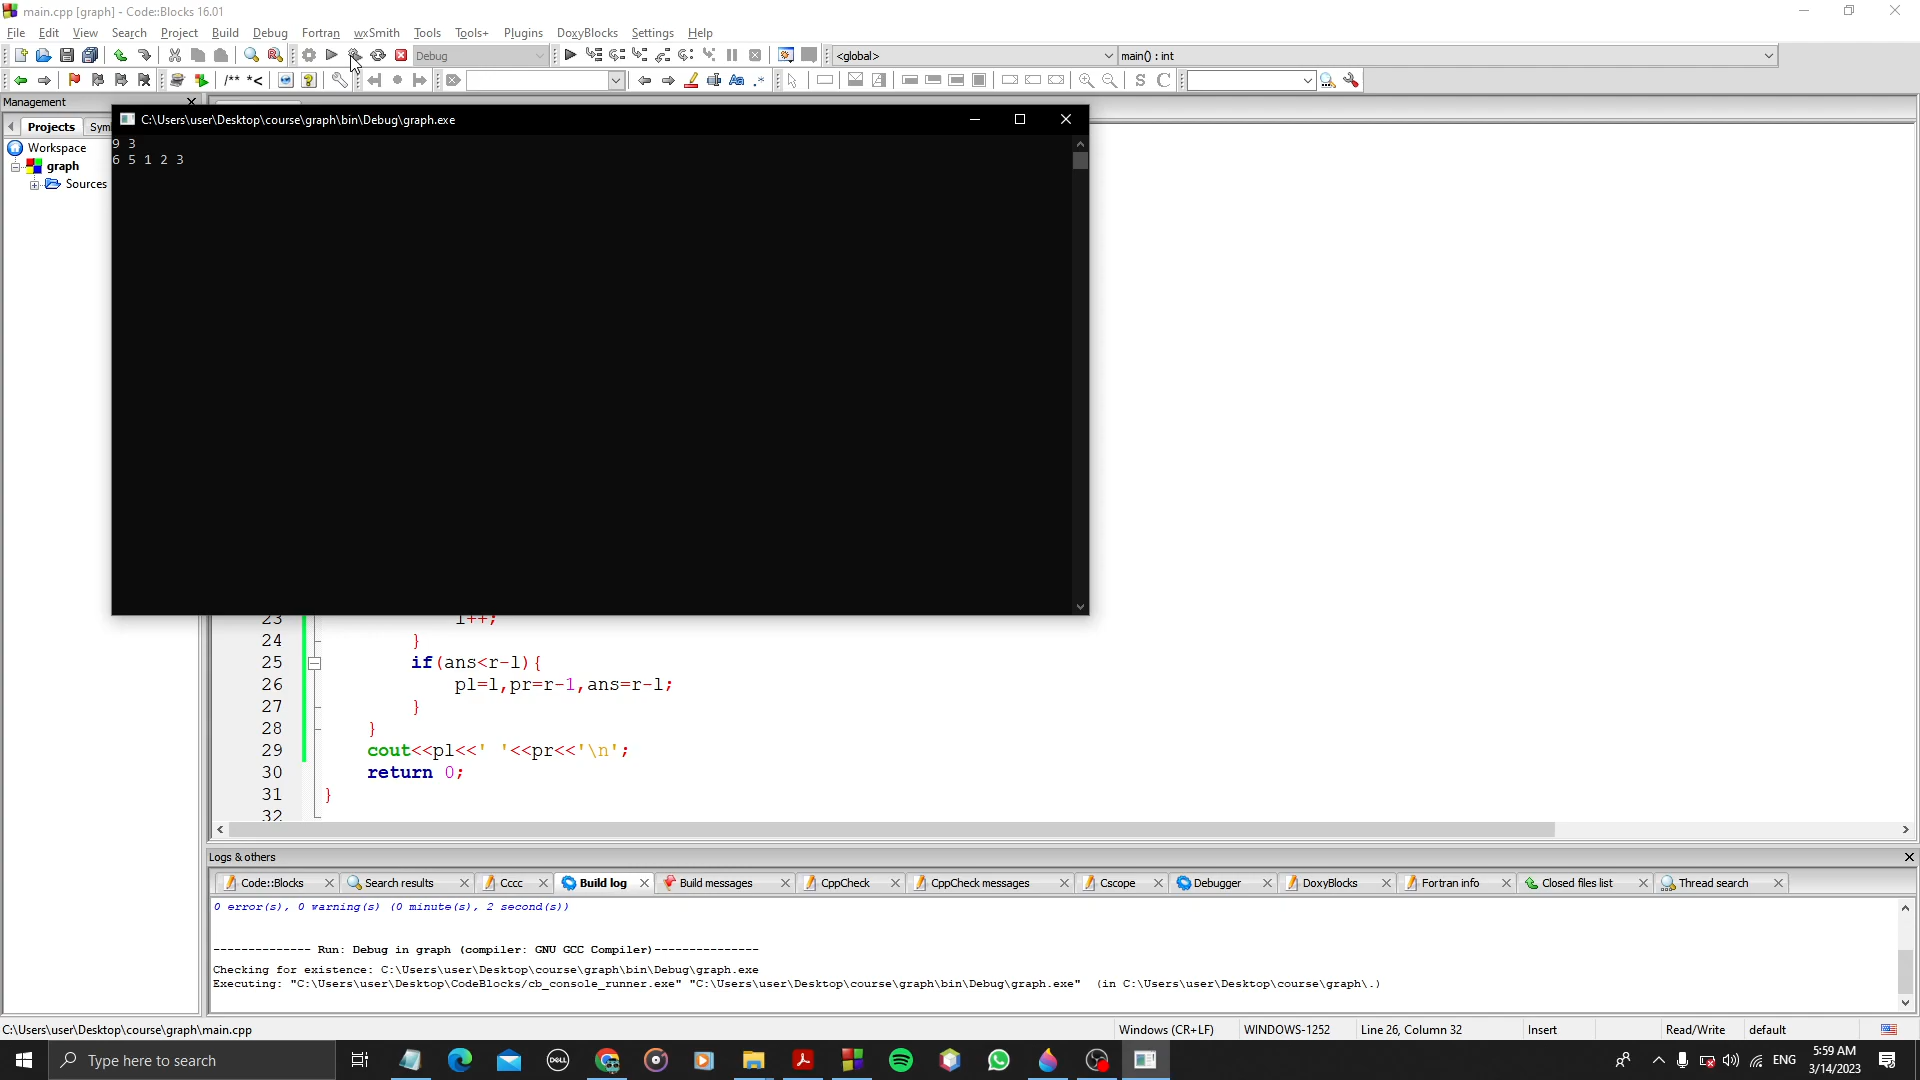 main.cpp [graph] - Code::Blocks 16.01
File Edit View Search Project Build Debug Fortran wxSmith Tools Tools+ Plugins DoxyBlocks Settings Help
Debug <global> main() : int
/** *< Aa .* S C
Management
Projects Sym
Workspace
graph
Sources
C:\Users\user\Desktop\course\graph\bin\Debug\graph.exe
9 3
6 5 1 2 3
23 l++;
24 }
25 if(ans<r-l){
26 pl=l,pr=r-1,ans=r-l;
27 }
28 }
29 cout<<pl<<' '<<pr<<'\n';
30 return 0;
31 }
32
Logs & others
Code::Blocks Search results Cccc Build log Build messages CppCheck CppCheck messages Cscope Debugger DoxyBlocks Fortran info Closed files list Thread search
0 error(s), 0 warning(s) (0 minute(s), 2 second(s))
-------------- Run: Debug in graph (compiler: GNU GCC Compiler)---------------
Checking for existence: C:\Users\user\Desktop\course\graph\bin\Debug\graph.exe
Executing: "C:\Users\user\Desktop\CodeBlocks/cb_console_runner.exe" "C:\Users\user\Desktop\course\graph\bin\Debug\graph.exe" (in C:\Users\user\Desktop\course\graph\.)
C:\Users\user\Desktop\course\graph\main.cpp Windows (CR+LF) WINDOWS-1252 Line 26, Column 32 Insert Read/Write default
Type here to search
DELL
ENG
5:59 AM
3/14/2023